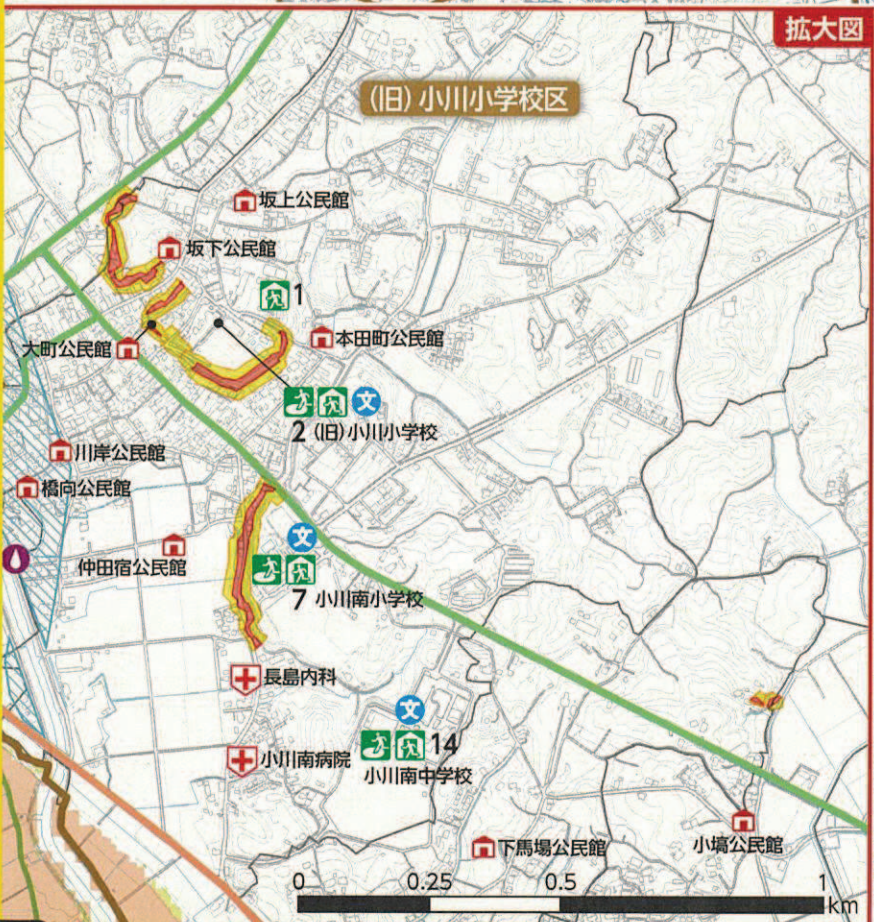 拡大図
(旧)小川小学校区
坂上公民館
坂下公民館
1
本田町公民館
大町公民館
文
2 (旧)小川小学校
川岸公民館
橋向公民館
文
仲田宿公民館
7 小川南小学校
長島内科
文
14
小川南病院
小川南中学校
下馬場公民館
小塙公民館
0 0.25 0.5 1
km